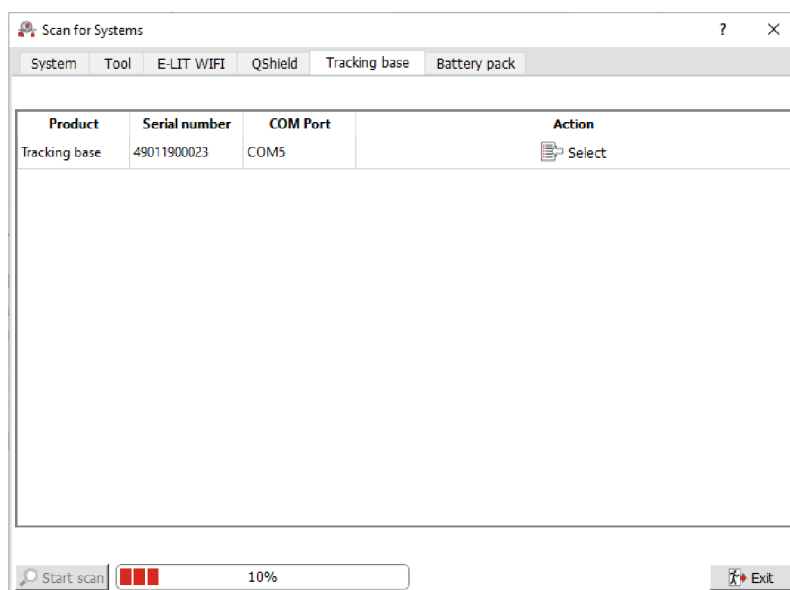 Scan for Systems ?
System Tool E-LIT WIFI QShield Tracking base Battery pack
Product Serial number COM Port Action
Tracking base 49011900023 COM5 Select
Start scan 10% Exit